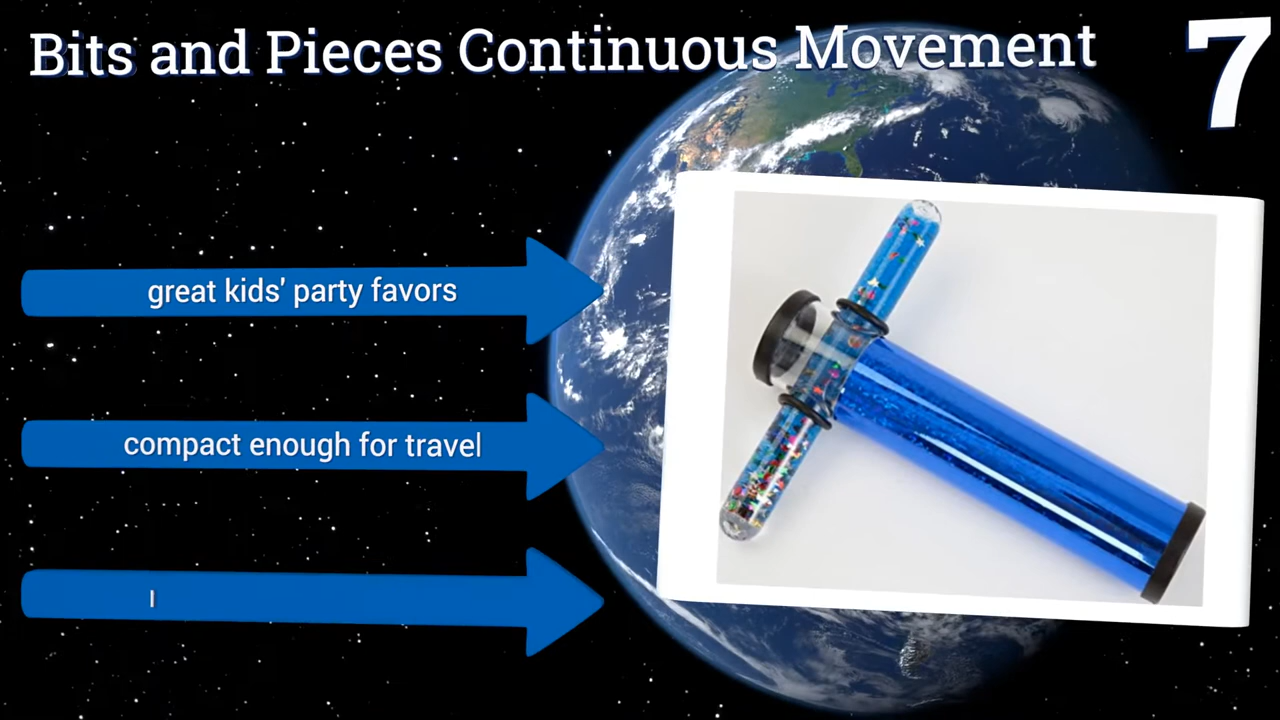 Bits and Pieces Continuous Movement
7
great kids' party favors
compact enough for travel